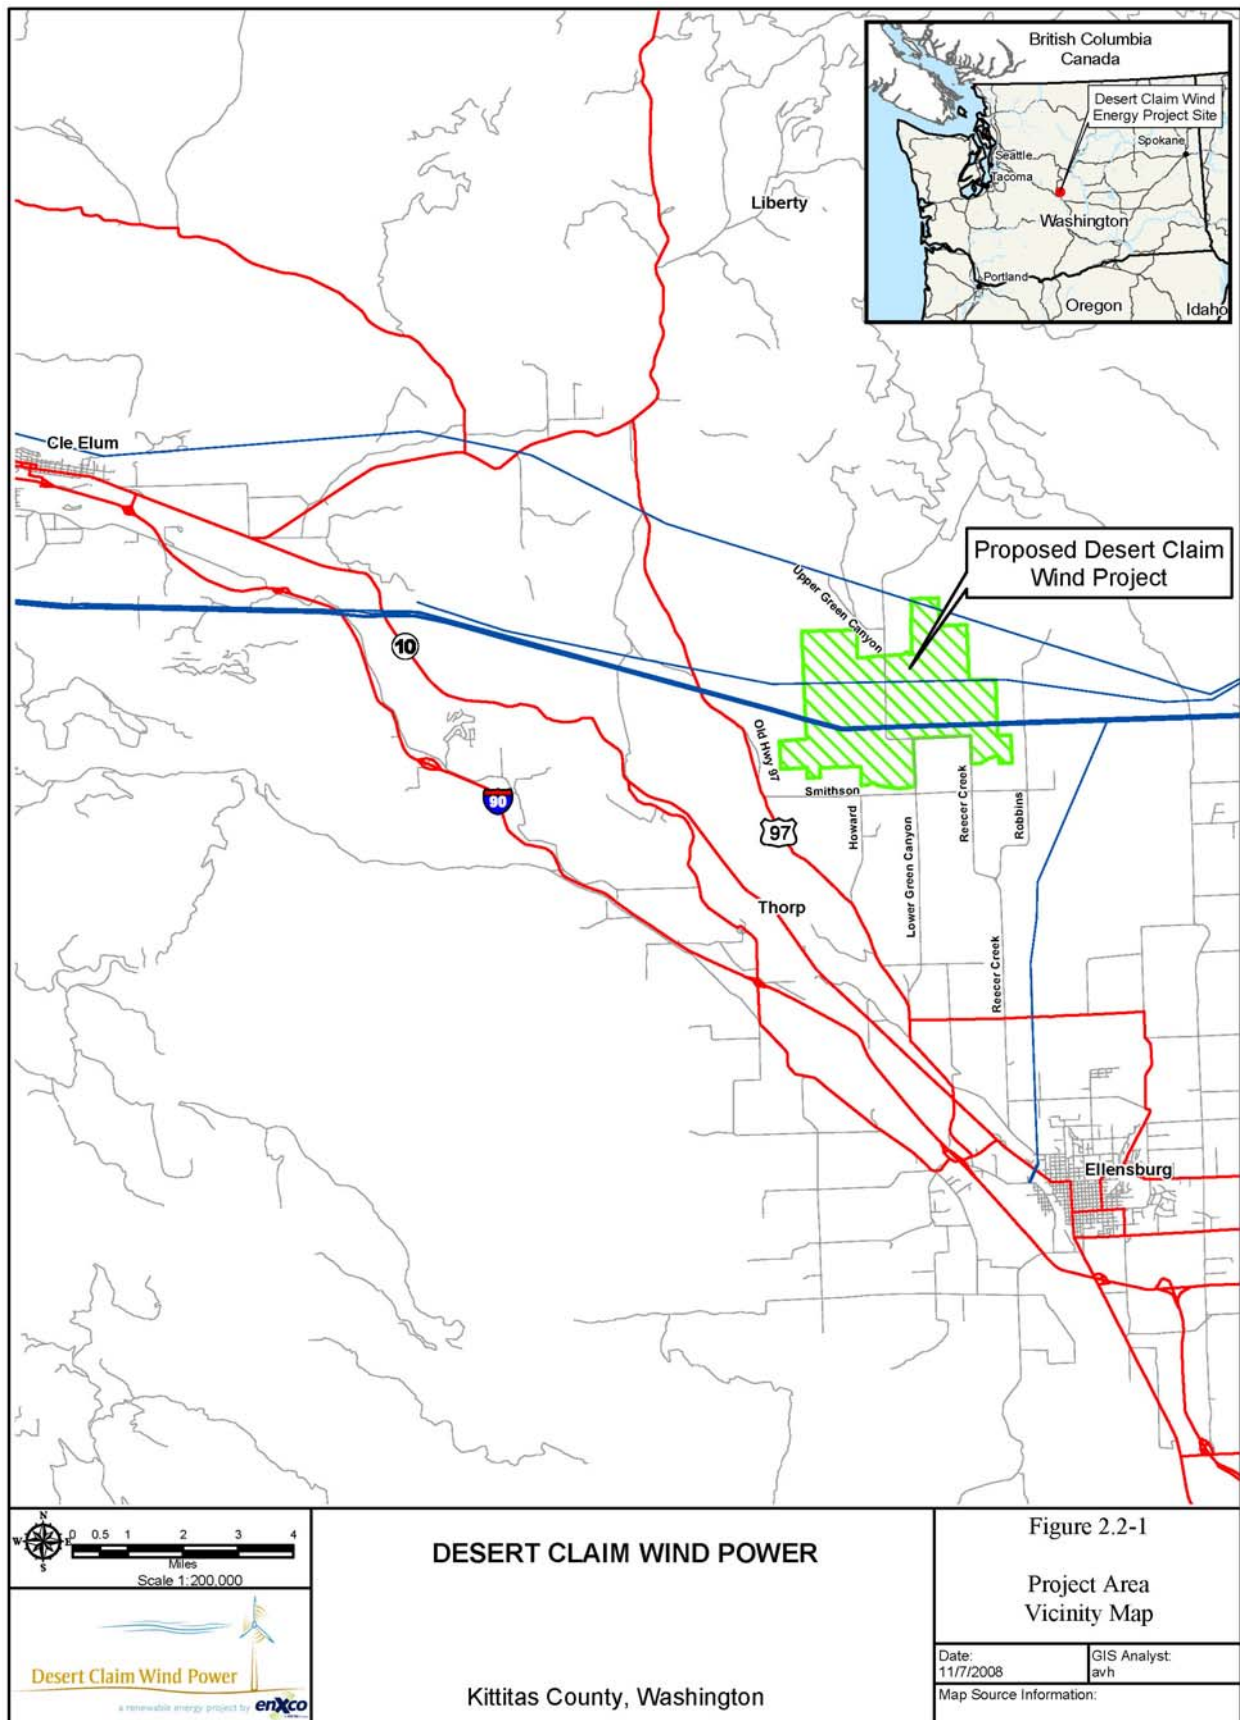 British Columbia
Canada
Desert Claim Wind
Energy Project Site
Spokane
Seattle
Tacoma
Washington
Portland
Oregon
Idaho
Liberty
Cle Elum
Proposed Desert Claim
Wind Project
Upper Green Canyon
10
Old Hwy 97
Smithson
90
97
Howard
Lower Green Canyon
Reecer Creek
Robbins
Thorp
Reecer Creek
Ellensburg
N
W E
S
0 0.5 1 2 3 4
Miles
Scale 1:200,000
Desert Claim Wind Power
a renewable energy project by enXco
DESERT CLAIM WIND POWER
Kittitas County, Washington
Figure 2.2-1
Project Area
Vicinity Map
Date:
11/7/2008
GIS Analyst:
avh
Map Source Information: